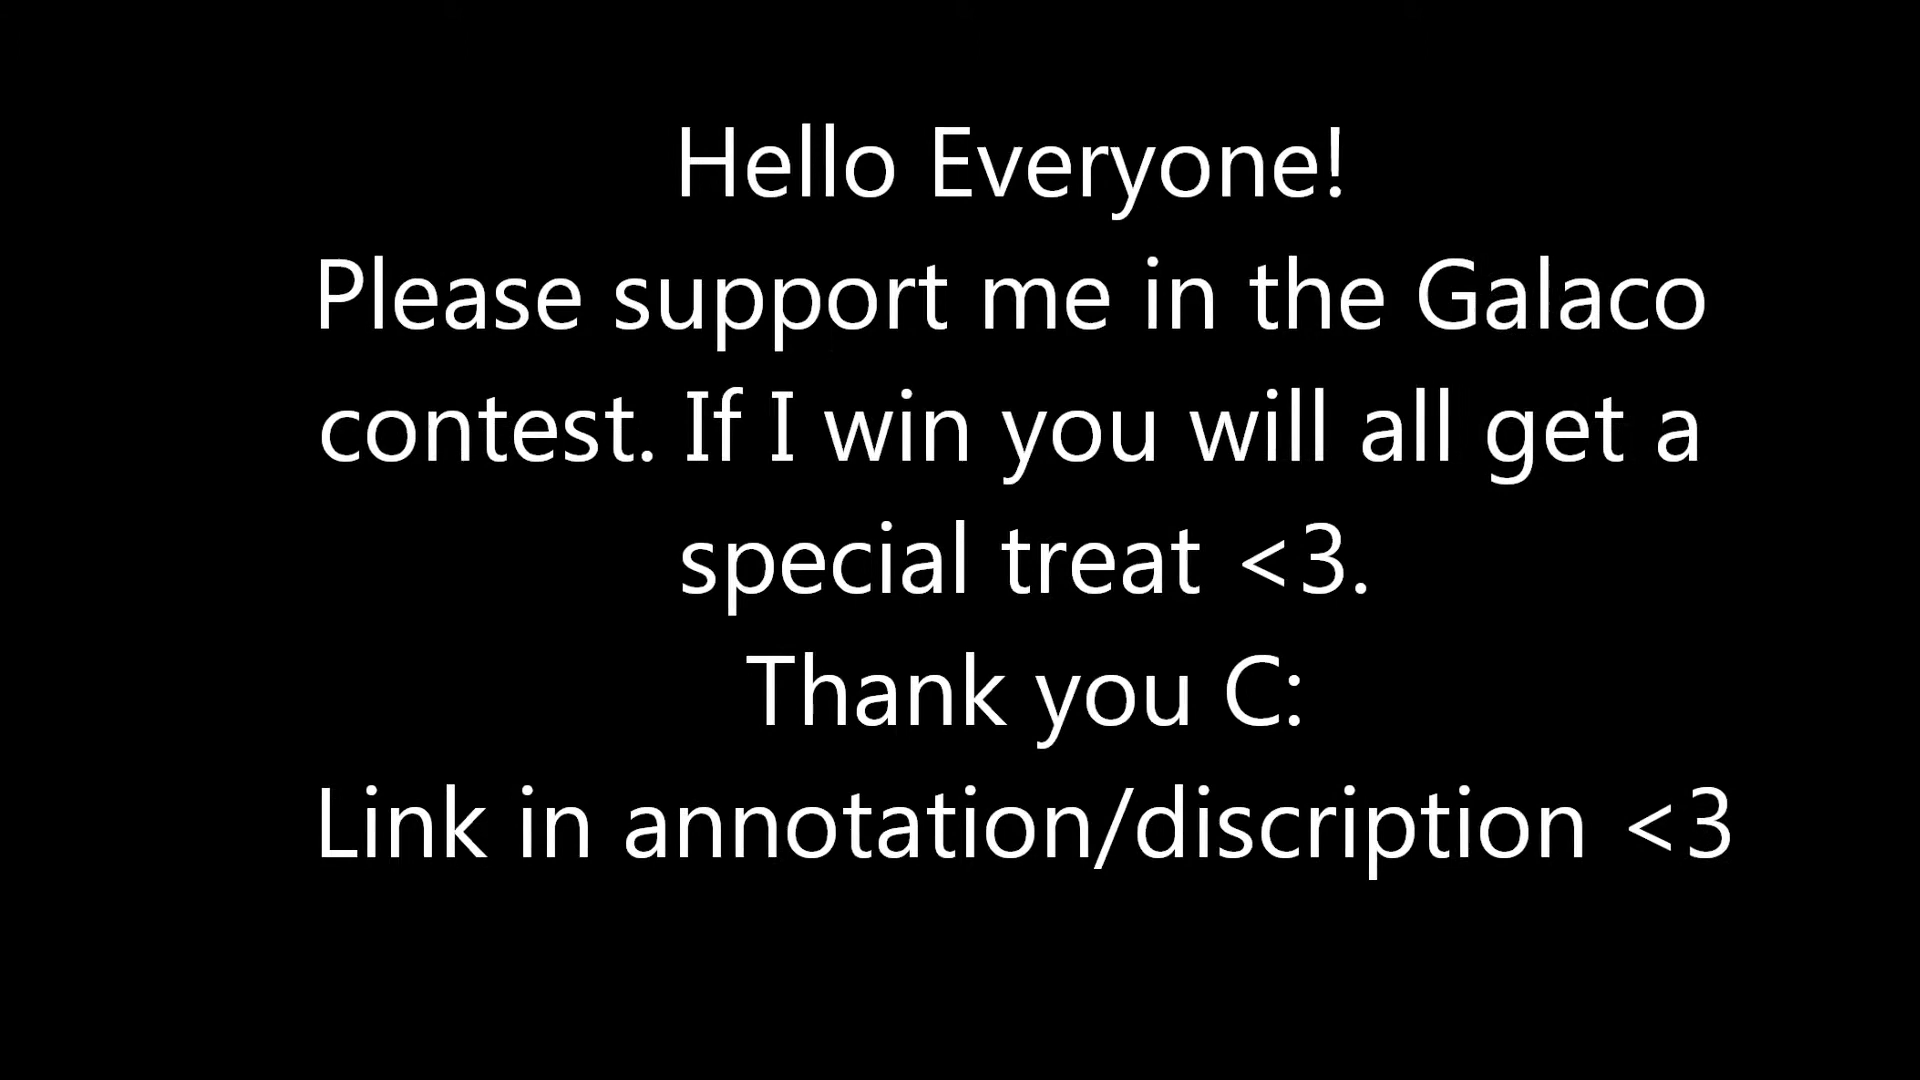 Hello Everyone!
Please support me in the Galaco
contest. If I win you will all get a
special treat <3.
Thank you C:
Link in annotation/discription <3